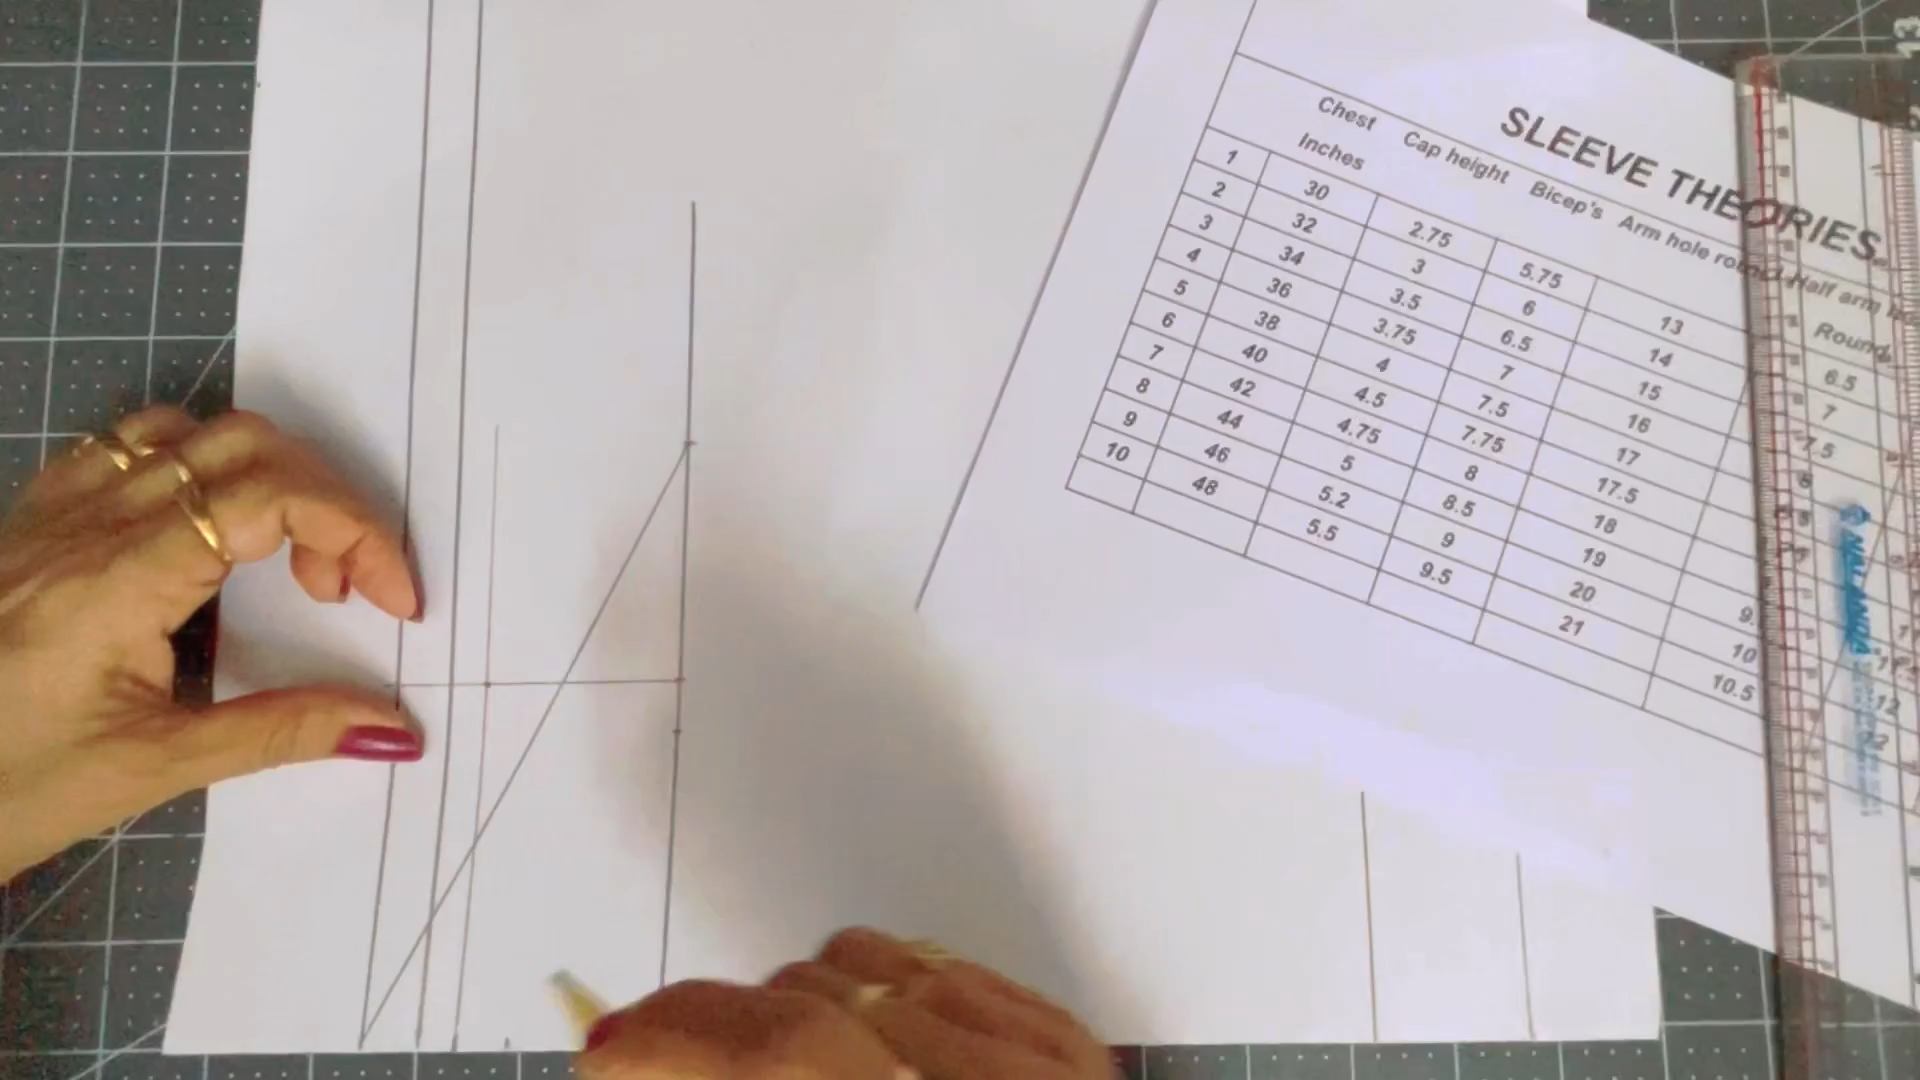 SLEEVE THEORIES
Chest Cap height Bicep's Arm hole round Half arm
Inches Round
1 30 2.75 5.75 13 6.5
2 32 3 6 14 7
3 34 3.5 6.5 15 7.5
4 36 3.75 7 16 8
5 38 4 7.5 17
6 40 4.5 7.75 17.5
7 42 4.75 8 18
8 44 5 8.5 19 9.
9 46 5.2 9 20 10
10 48 5.5 9.5 21 10.5
NALANDA
13